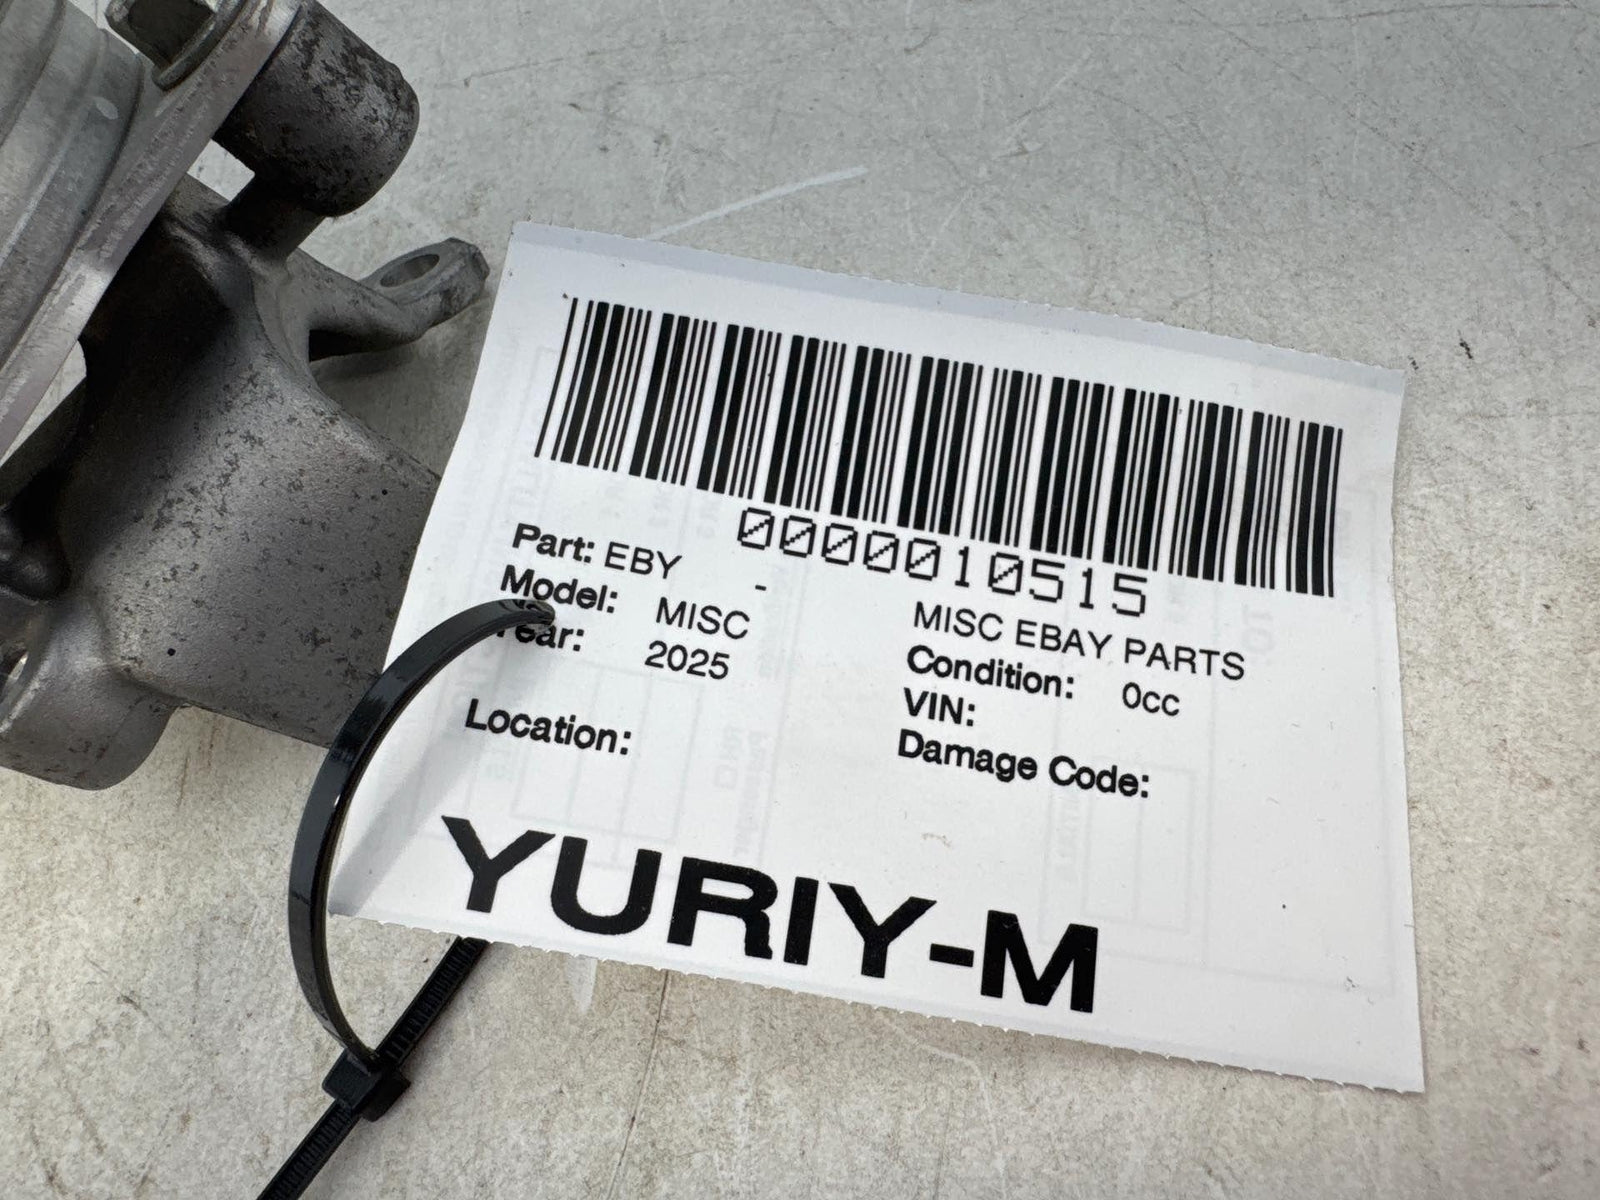 0000010515
Part: EBY -
Model: MISC MISC EBAY PARTS
Year: 2025 Condition: 0cc
VIN:
Location: Damage Code:
YURIY-M